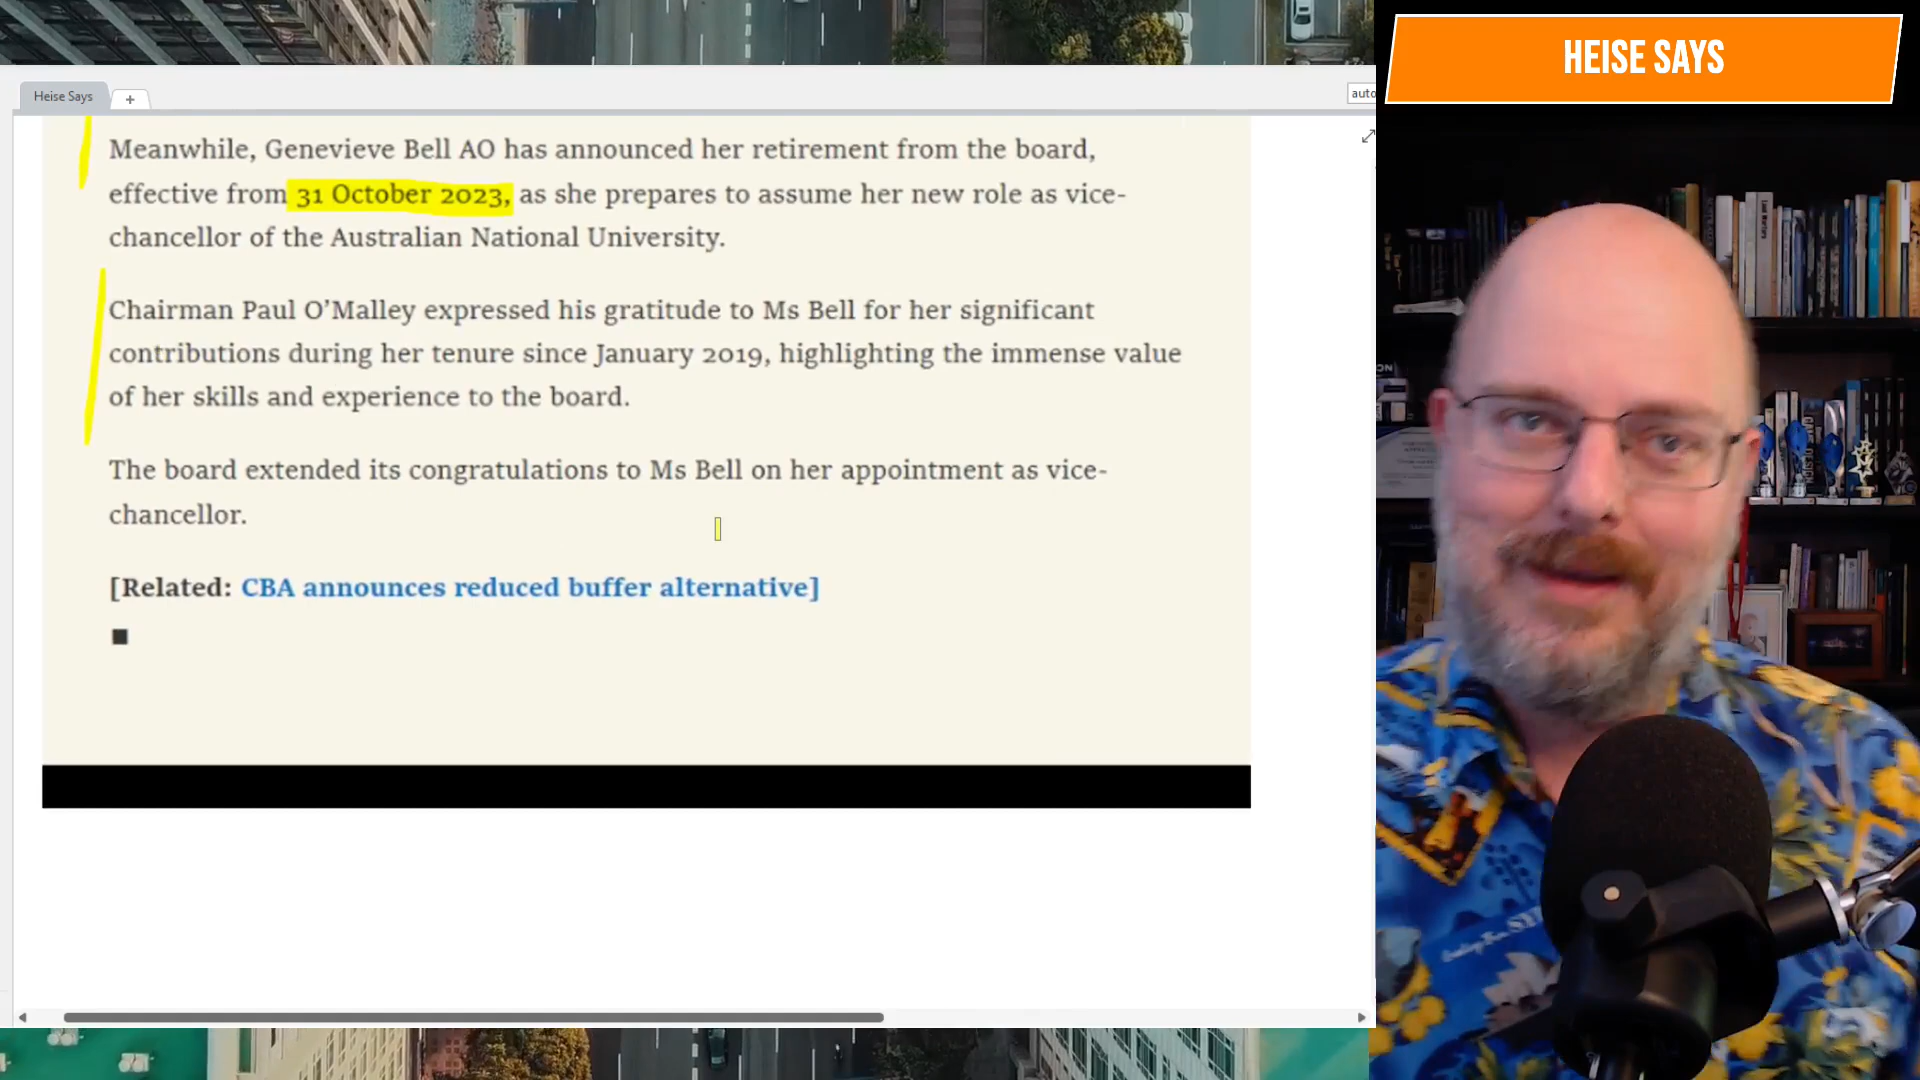 HEISE SAYS
Heise Says
+
auto
Meanwhile, Genevieve Bell AO has announced her retirement from the board,
effective from 31 October 2023, as she prepares to assume her new role as vice-
chancellor of the Australian National University.
Chairman Paul O’Malley expressed his gratitude to Ms Bell for her significant
contributions during her tenure since January 2019, highlighting the immense value
of her skills and experience to the board.
The board extended its congratulations to Ms Bell on her appointment as vice-
chancellor.
[Related: CBA announces reduced buffer alternative]